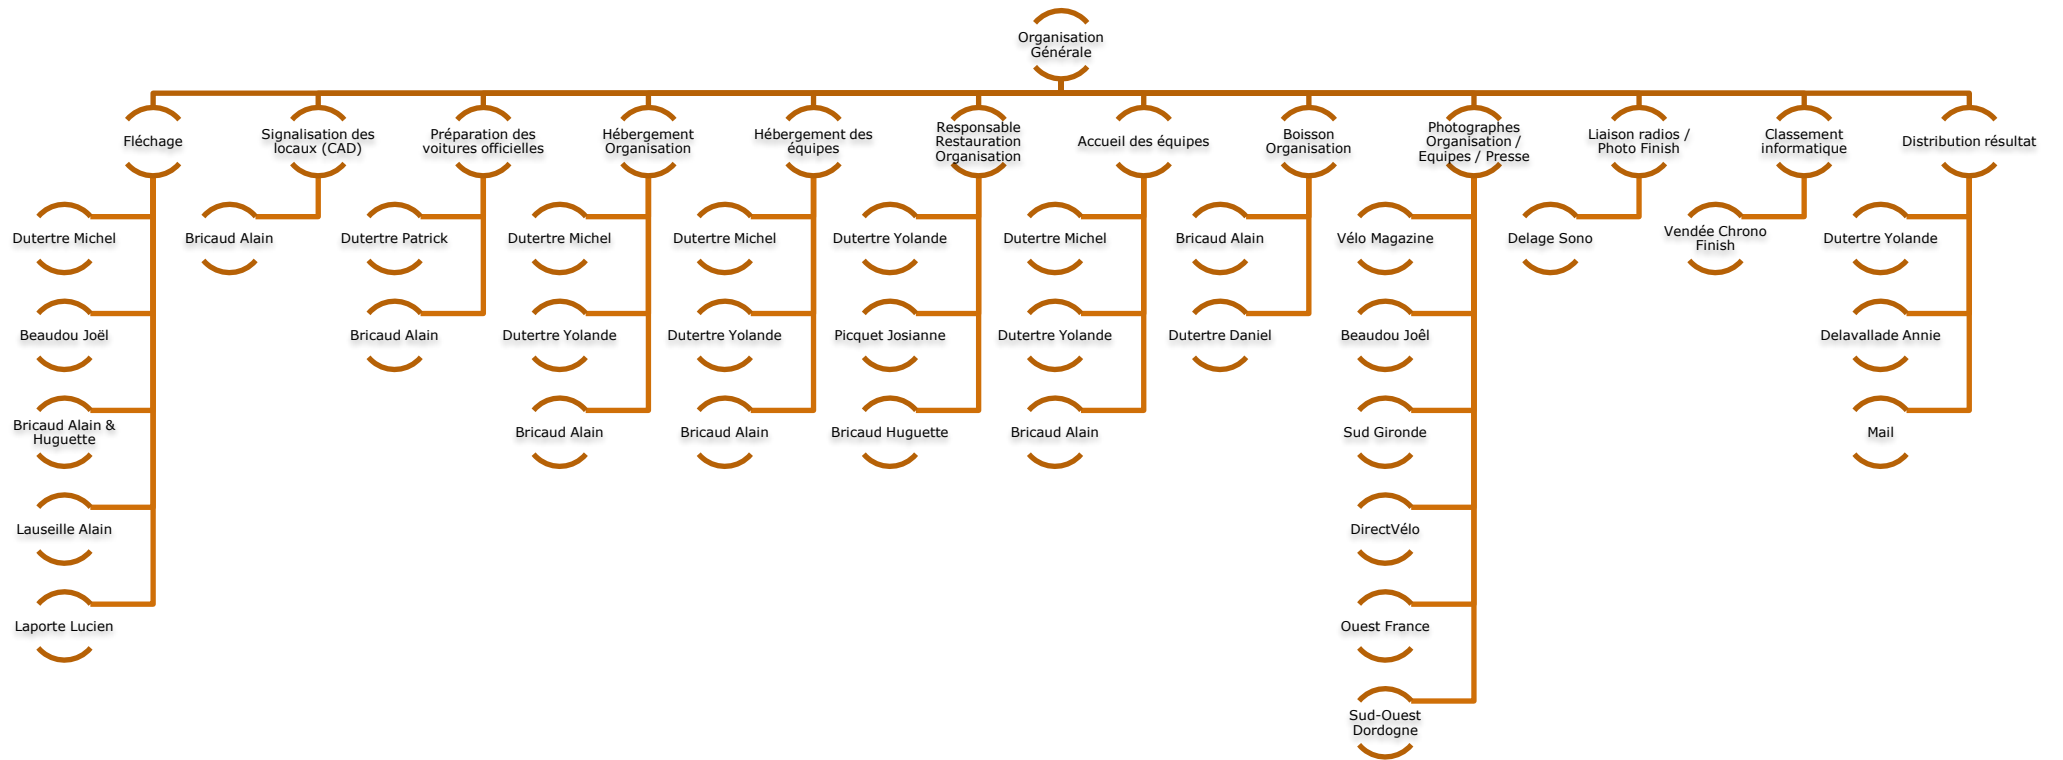 Organisation
Générale
Fléchage
Signalisation des
locaux (CAD)
Préparation des
voitures officielles
Hébergement
Organisation
Hébergement des
équipes
Responsable
Restauration
Organisation
Accueil des équipes
Boisson
Organisation
Photographes
Organisation /
Equipes / Presse
Liaison radios /
Photo Finish
Classement
informatique
Distribution résultat
Dutertre Michel
Beaudou Joël
Bricaud Alain &
Huguette
Lauseille Alain
Laporte Lucien
Bricaud Alain
Dutertre Patrick
Bricaud Alain
Dutertre Michel
Dutertre Yolande
Bricaud Alain
Dutertre Michel
Dutertre Yolande
Bricaud Alain
Dutertre Yolande
Picquet Josianne
Bricaud Huguette
Dutertre Michel
Dutertre Yolande
Bricaud Alain
Bricaud Alain
Dutertre Daniel
Vélo Magazine
Beaudou Joêl
Sud Gironde
DirectVélo
Ouest France
Sud-Ouest
Dordogne
Delage Sono
Vendée Chrono
Finish
Dutertre Yolande
Delavallade Annie
Mail